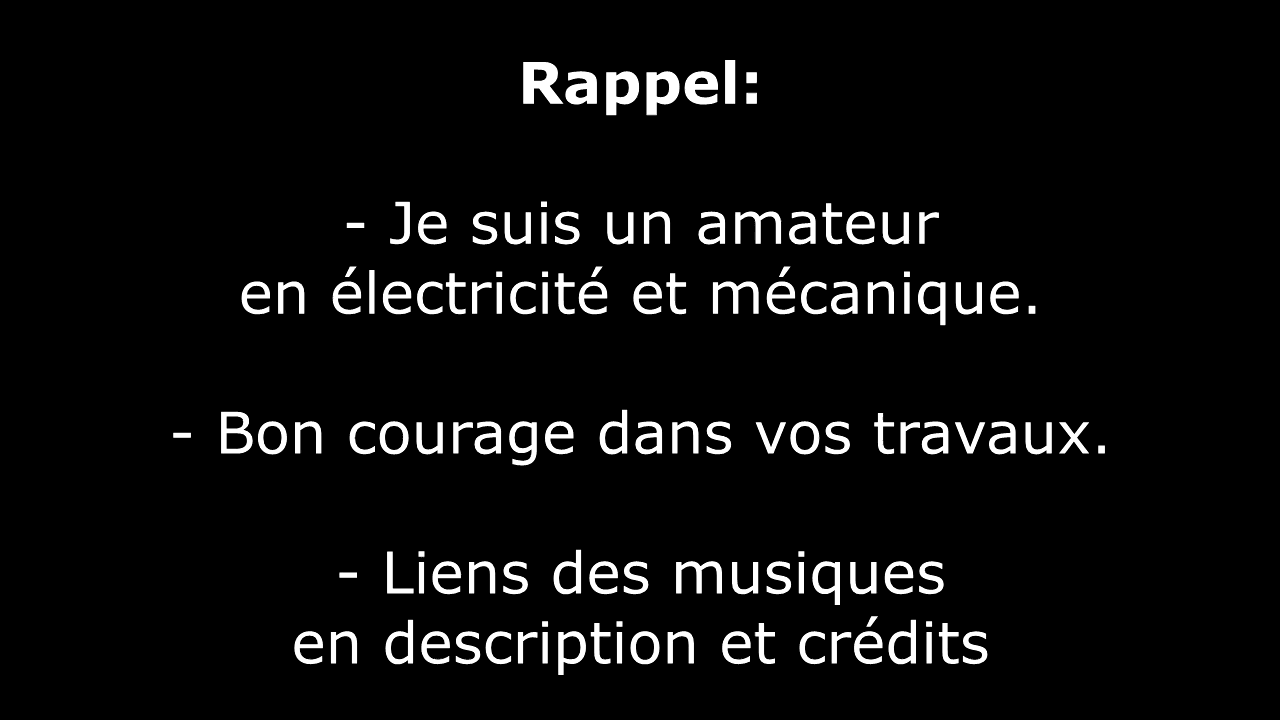 Rappel:
- Je suis un amateur
en électricité et mécanique.
- Bon courage dans vos travaux.
- Liens des musiques
en description et crédits